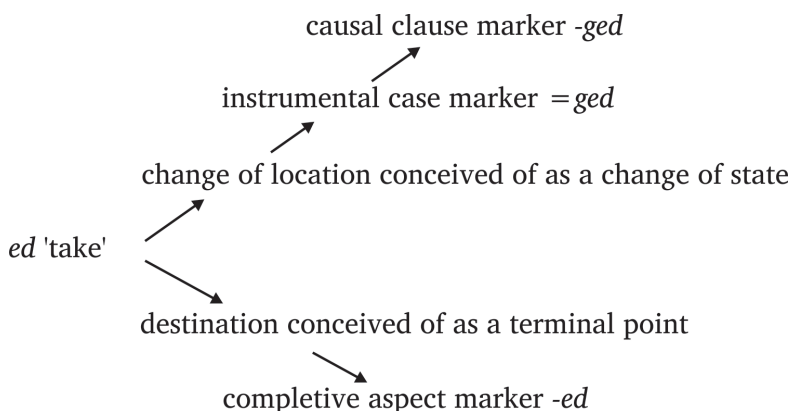 causal clause marker -ged
instrumental case marker =ged
change of location conceived of as a change of state
ed 'take'
destination conceived of as a terminal point
completive aspect marker -ed